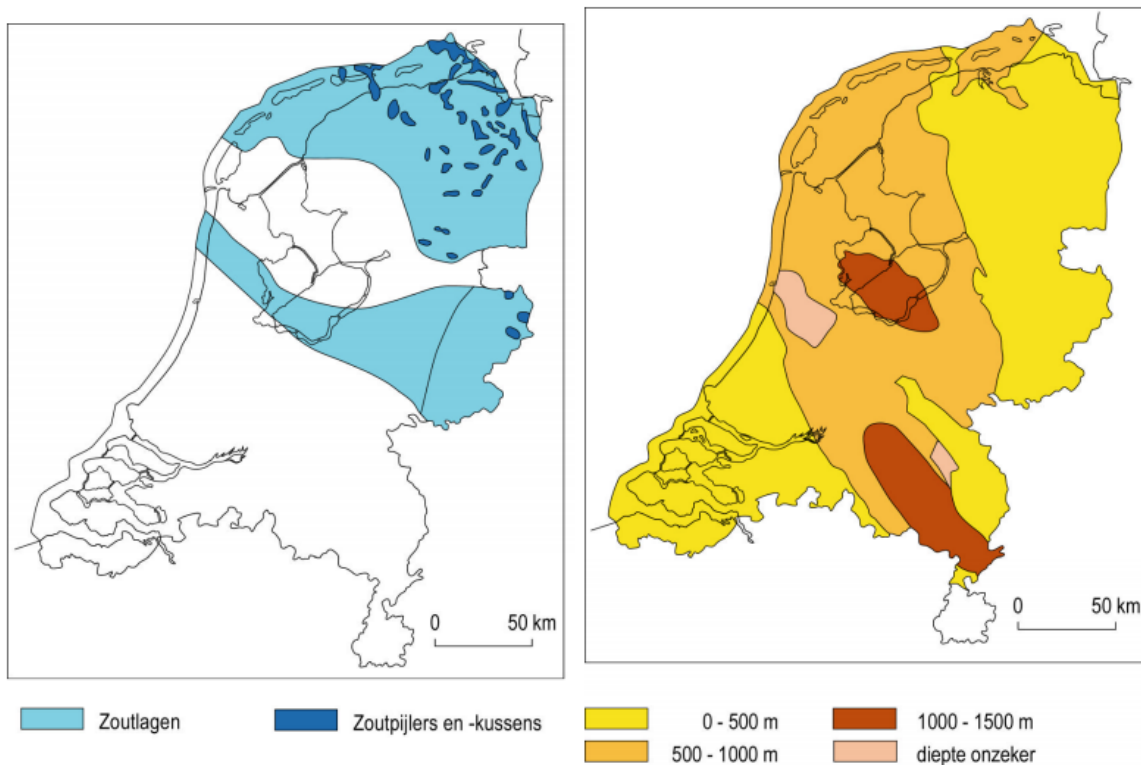 0 50 km
0 50 km
Zoutlagen
Zoutpijlers en -kussens
0 - 500 m
1000 - 1500 m
500 - 1000 m
diepte onzeker